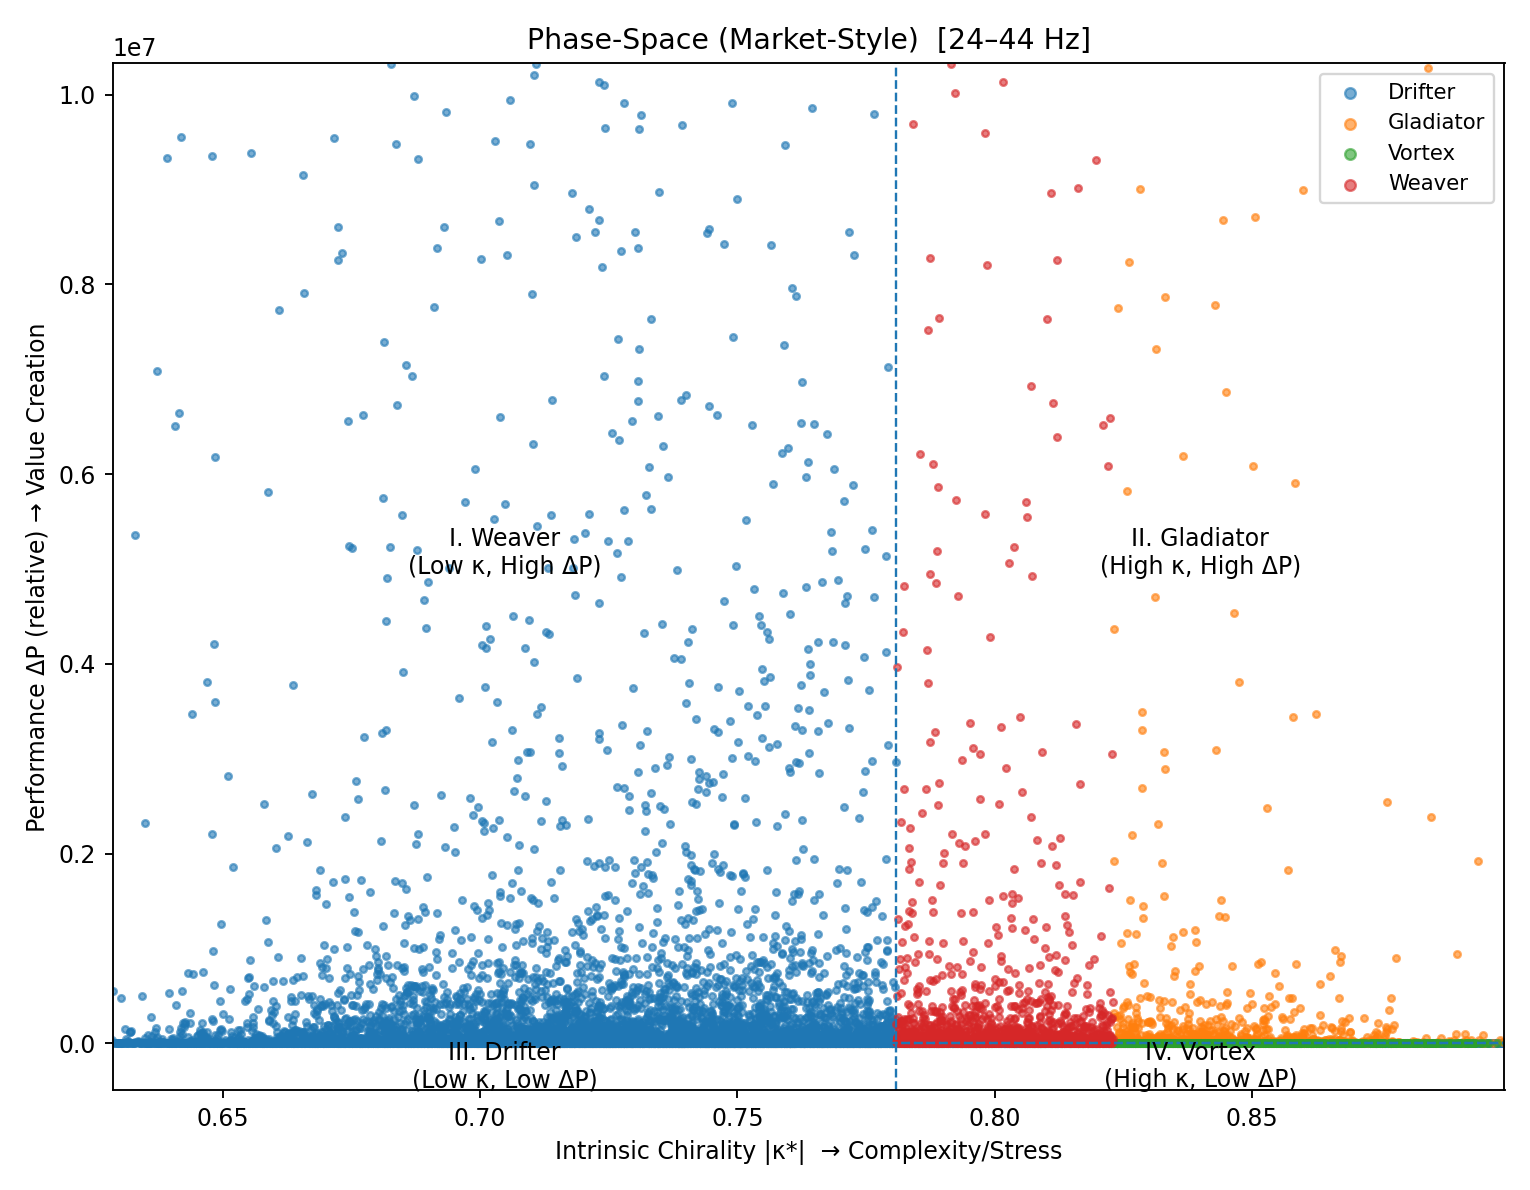 Phase-Space (Market-Style)  [24–44 Hz]
1e7
1.0
0.8
0.6
0.4
0.2
0.0
Performance ΔP (relative) → Value Creation
Drifter
Gladiator
Vortex
Weaver
I. Weaver
(Low κ, High ΔP)
II. Gladiator
(High κ, High ΔP)
III. Drifter
(Low κ, Low ΔP)
IV. Vortex
(High κ, Low ΔP)
0.65
0.70
0.75
0.80
0.85
Intrinsic Chirality |κ*|  → Complexity/Stress